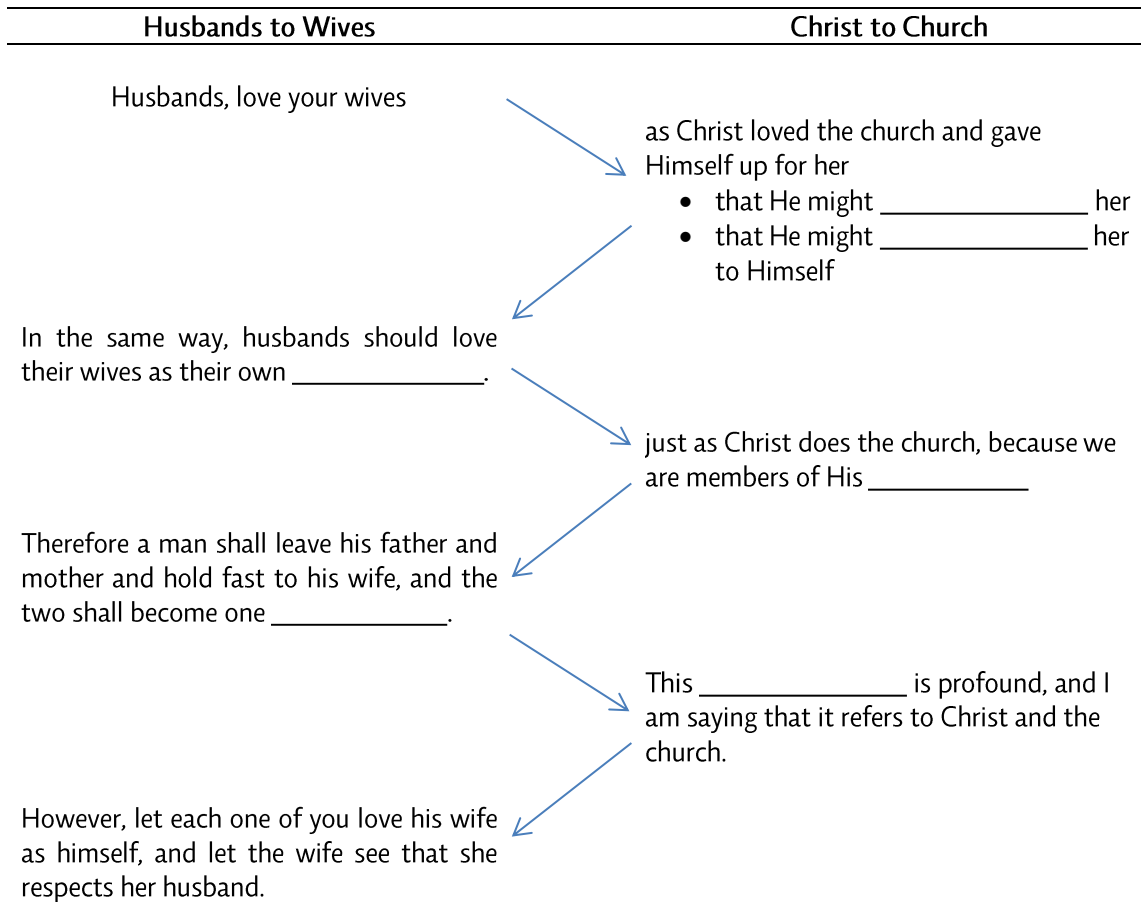 Husbands to Wives
Christ to Church
Husbands, love your wives
as Christ loved the church and gave
Himself up for her
• that He might _______________ her
• that He might _______________ her
to Himself
In the same way, husbands should love
their wives as their own ______________.
just as Christ does the church, because we
are members of His ____________
Therefore a man shall leave his father and
mother and hold fast to his wife, and the
two shall become one _____________.
This _______________ is profound, and I
am saying that it refers to Christ and the
church.
However, let each one of you love his wife
as himself, and let the wife see that she
respects her husband.